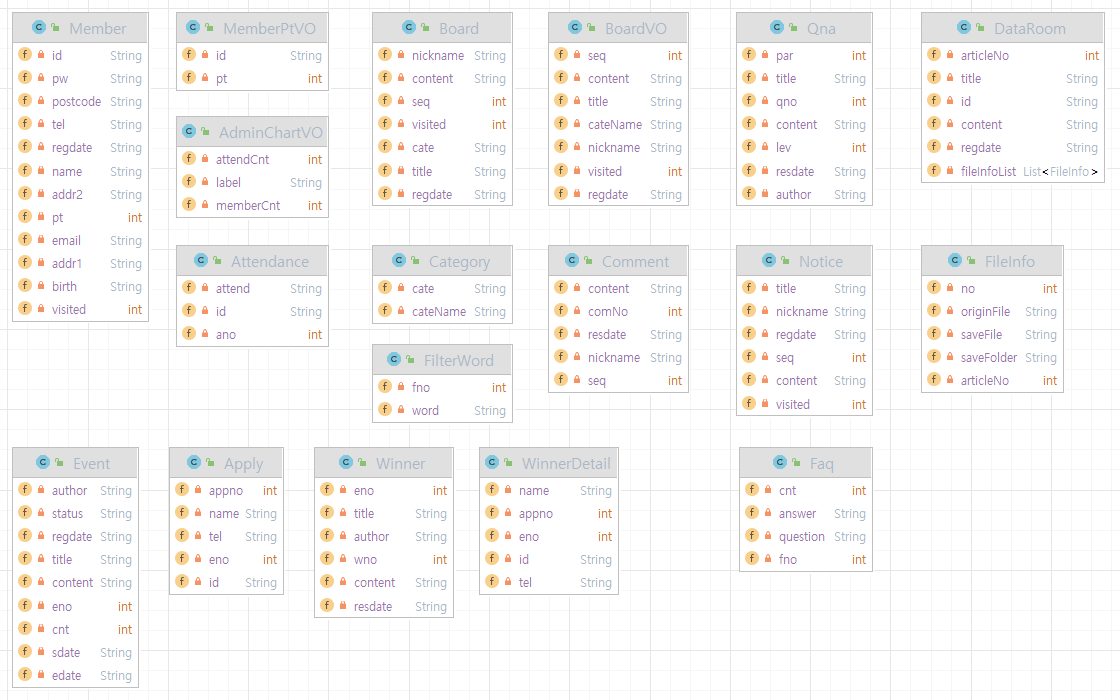 Member
id String
pw String
postcode String
tel String
regdate String
name String
addr2 String
pt int
email String
addr1 String
birth String
visited int
MemberPtVO
id String
pt int
AdminChartVO
attendCnt int
label String
memberCnt int
Attendance
attend String
id String
ano int
Board
nickname String
content String
seq int
visited int
cate String
title String
regdate String
Category
cate String
cateName String
FilterWord
fno int
word String
BoardVO
seq int
content String
title String
cateName String
nickname String
visited int
regdate String
Comment
content String
comNo int
resdate String
nickname String
seq int
Qna
par int
title String
qno int
content String
lev int
resdate String
author String
Notice
title String
nickname String
regdate String
seq int
content String
visited int
DataRoom
articleNo int
title String
id String
content String
regdate String
fileInfoList List<FileInfo>
FileInfo
no int
originFile String
saveFile String
saveFolder String
articleNo int
Event
author String
status String
regdate String
title String
content String
eno int
cnt int
sdate String
edate String
Apply
appno int
name String
tel String
eno int
id String
Winner
eno int
title String
author String
wno int
content String
resdate String
WinnerDetail
name String
appno int
eno int
id String
tel String
Faq
cnt int
answer String
question String
fno int